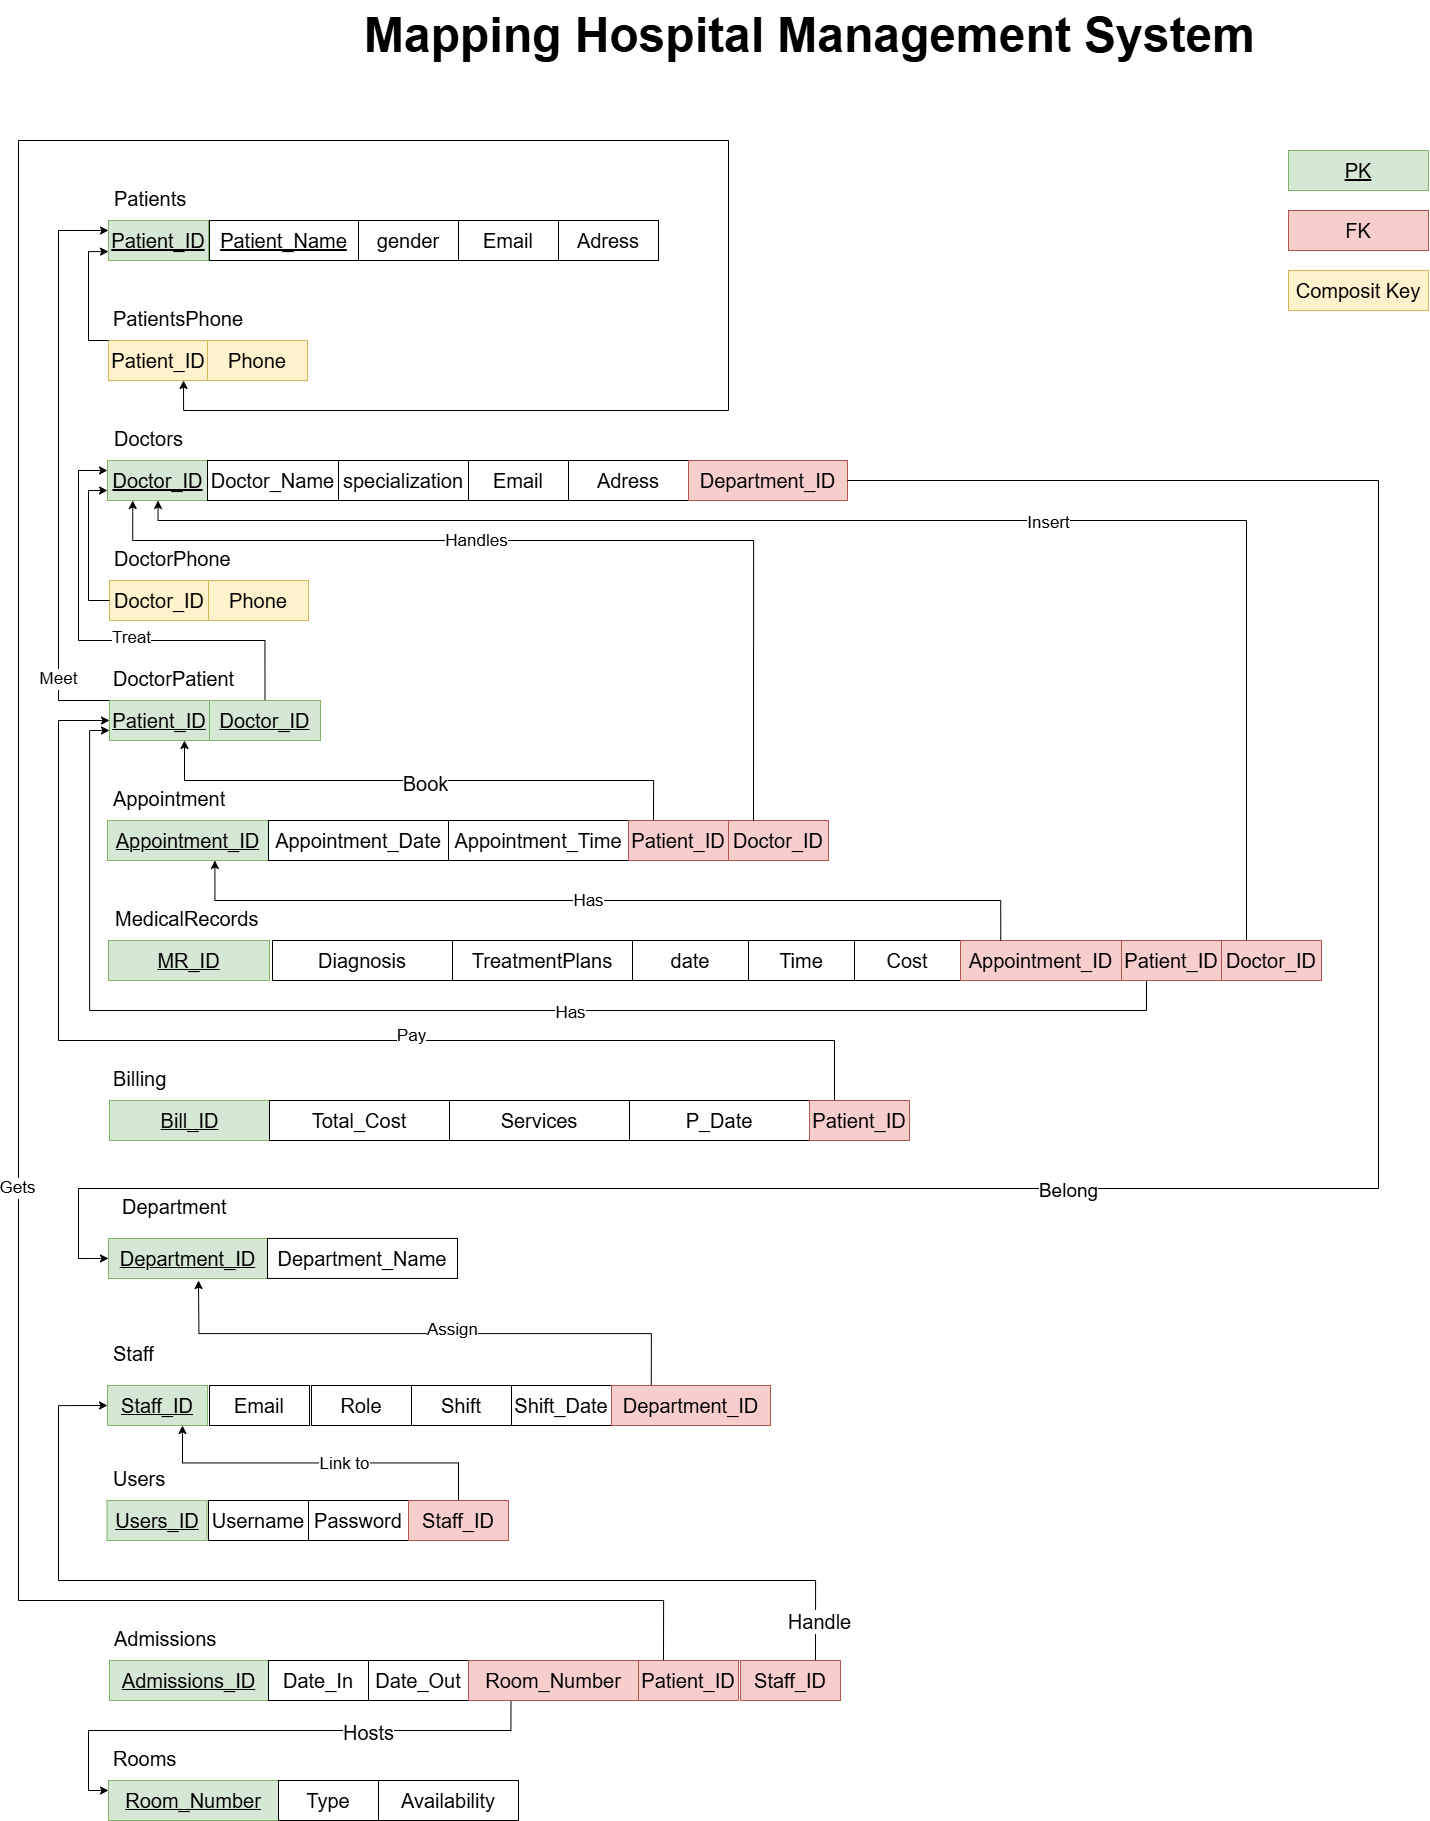 Mapping Hospital Management System
PK
FK
Composit Key
Patients
Patient_ID Patient_Name gender Email Adress
PatientsPhone
Patient_ID Phone
Doctors
Doctor_ID Doctor_Name specialization Email Adress Department_ID
Insert
Handles
DoctorPhone
Doctor_ID Phone
Treat
Meet
DoctorPatient
Patient_ID Doctor_ID
Book
Appointment
Appointment_ID Appointment_Date Appointment_Time Patient_ID Doctor_ID
Has
MedicalRecords
MR_ID Diagnosis TreatmentPlans date Time Cost Appointment_ID Patient_ID Doctor_ID
Has
Pay
Billing
Bill_ID Total_Cost Services P_Date Patient_ID
Gets
Belong
Department
Department_ID Department_Name
Assign
Staff
Staff_ID Email Role Shift Shift_Date Department_ID
Link to
Users
Users_ID Username Password Staff_ID
Handle
Admissions
Admissions_ID Date_In Date_Out Room_Number Patient_ID Staff_ID
Hosts
Rooms
Room_Number Type Availability